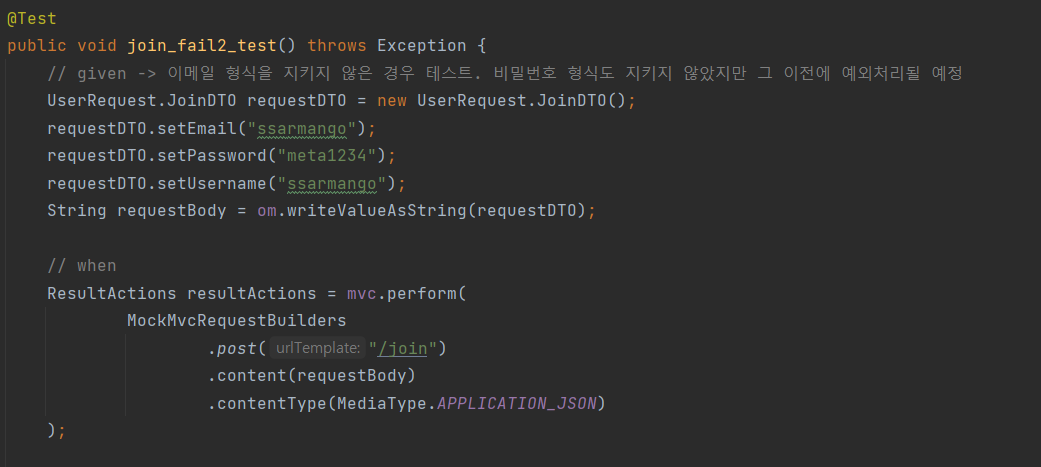 @Test
public void join_fail2_test() throws Exception {
// given -> 이메일 형식을 지키지 않은 경우 테스트. 비밀번호 형식도 지키지 않았지만 그 이전에 예외처리될 예정
UserRequest.JoinDTO requestDTO = new UserRequest.JoinDTO();
requestDTO.setEmail("ssarmango");
requestDTO.setPassword("meta1234");
requestDTO.setUsername("ssarmango");
String requestBody = om.writeValueAsString(requestDTO);
// when
ResultActions resultActions = mvc.perform(
MockMvcRequestBuilders
.post( urlTemplate: "/join")
.content(requestBody)
.contentType(MediaType.APPLICATION_JSON)
);